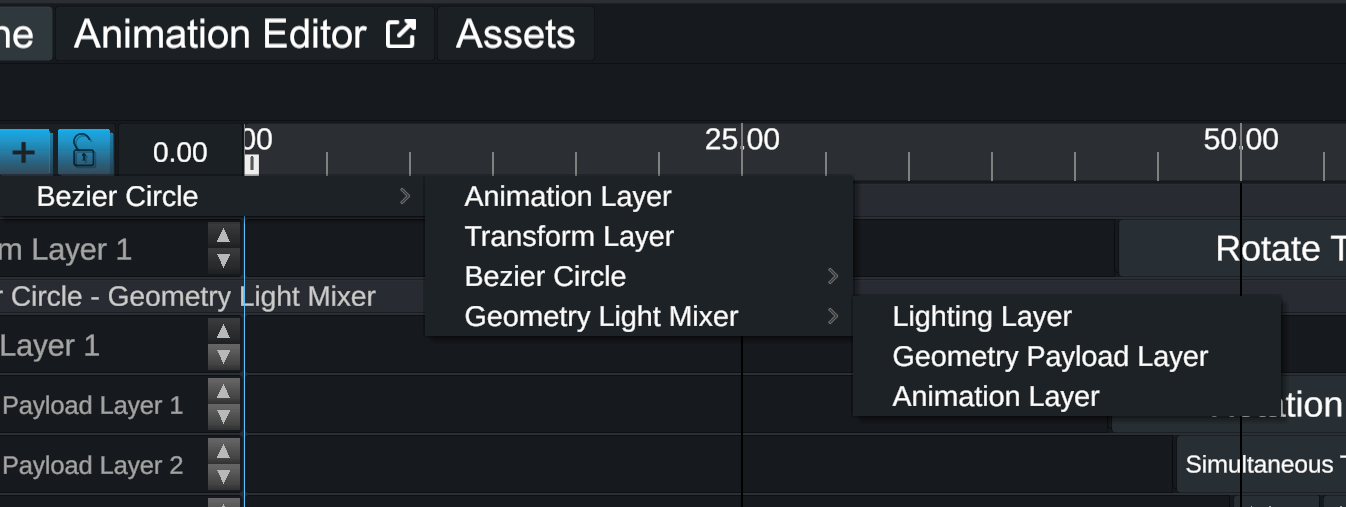 ne Animation Editor Assets
0.00 00 25.00 50.00
Bezier Circle Animation Layer
m Layer 1 Transform Layer Rotate T
Bezier Circle
r Circle - Geometry Light Mixer Geometry Light Mixer Lighting Layer
Layer 1 Geometry Payload Layer
Payload Layer 1 Animation Layer tion
Payload Layer 2 Simultaneous T